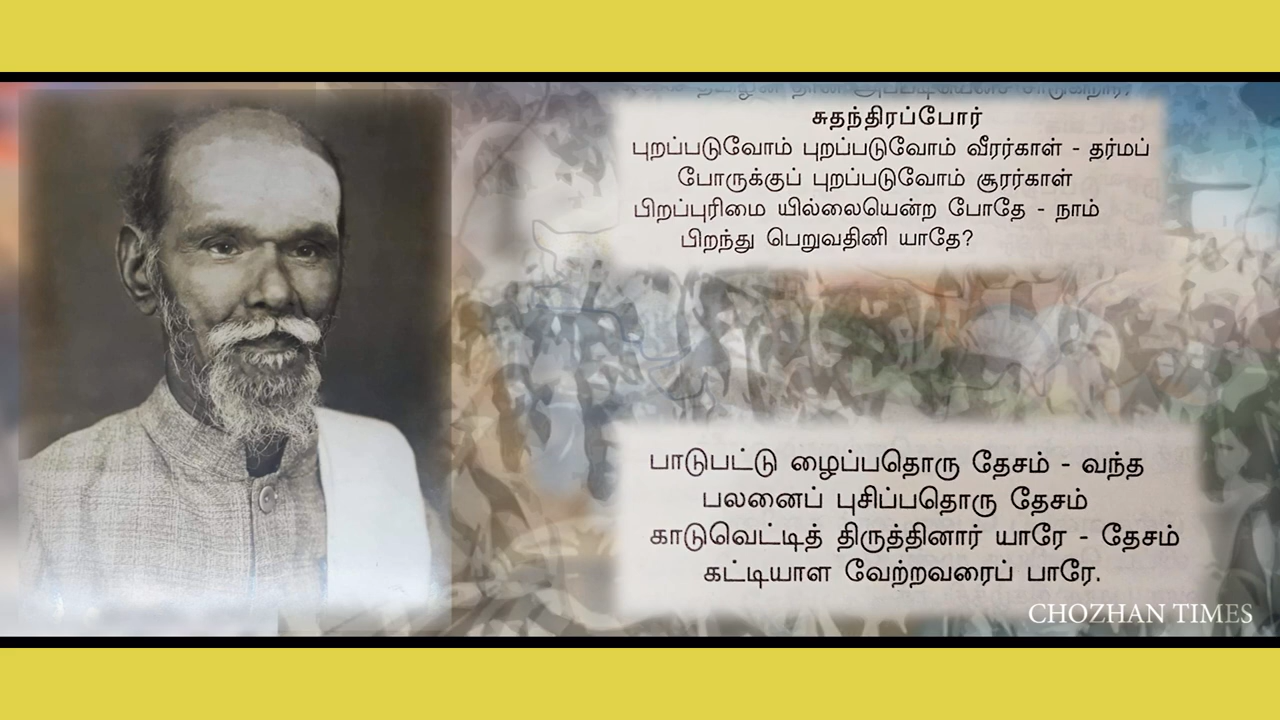 சுதந்திரப்போர்
புறப்படுவோம் புறப்படுவோம் வீரர்காள் - தர்மப்
போருக்குப் புறப்படுவோம் சூரர்காள்
பிறப்புரிமை யில்லையென்ற போதே - நாம்
பிறந்து பெறுவதினி யாதே?
பாடுபட்டு ழைப்பதொரு தேசம் - வந்த
பலனைப் புசிப்பதொரு தேசம்
காடுவெட்டித் திருத்தினார் யாரே - தேசம்
கட்டியாள வேற்றவரைப் பாரே.
CHOZHAN TIMES